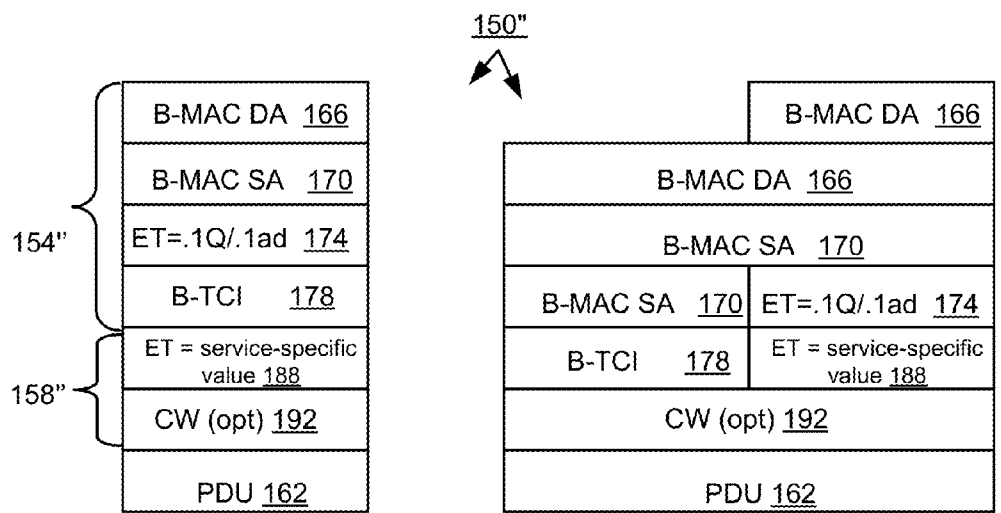 150"
B-MAC DA 166
B-MAC SA 170
ET=.1Q/.1ad 174
B-TCI 178
ET = service-specific
value 188
CW (opt) 192
PDU 162
154"
158"
B-MAC DA 166
B-MAC DA 166
B-MAC SA 170
B-MAC SA 170
ET=.1Q/.1ad 174
B-TCI 178
ET = service-specific
value 188
CW (opt) 192
PDU 162